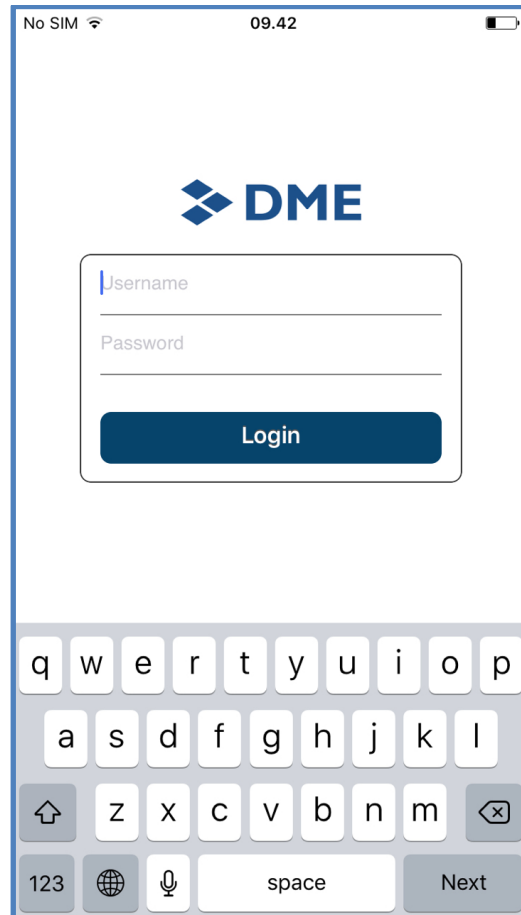 No SIM 09.42
DME
Username
Password
Login
q w e r t y u i o p
a s d f g h j k l
z x c v b n m
123 space Next